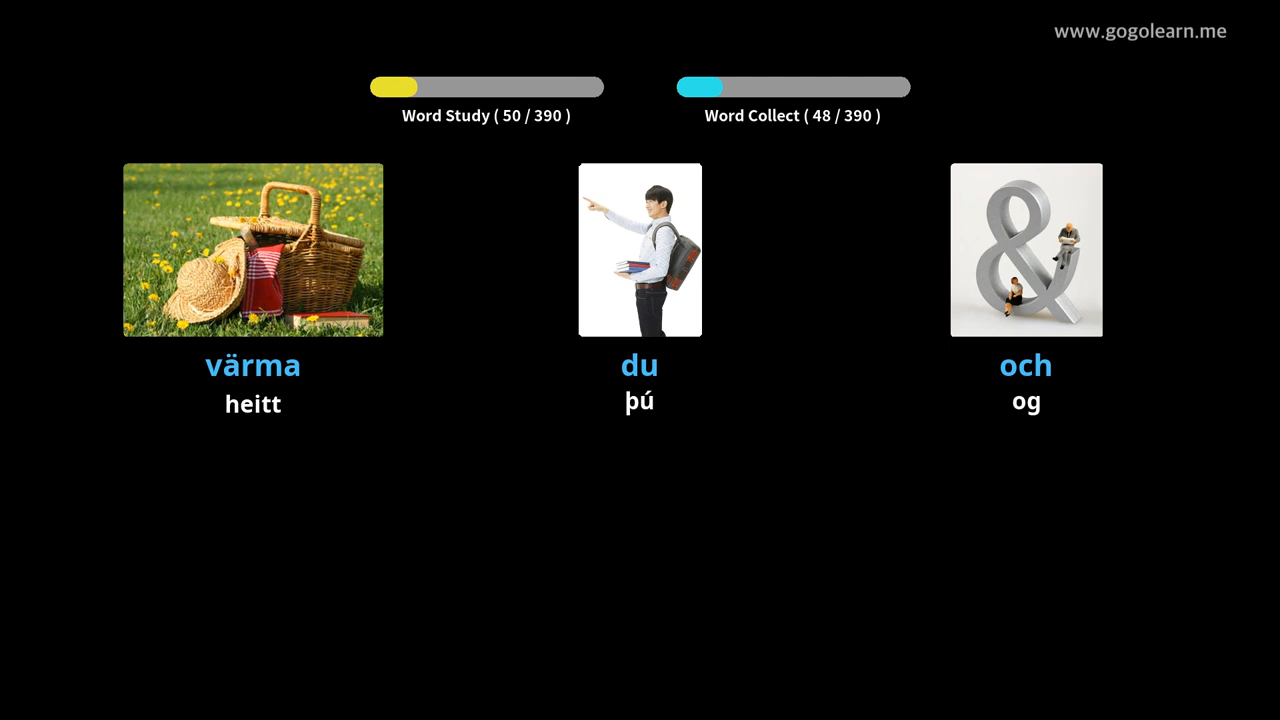 www.gogolearn.me
Word Study ( 50 / 390 )
Word Collect ( 48 / 390 )
värma
du
och
heitt
þú
og